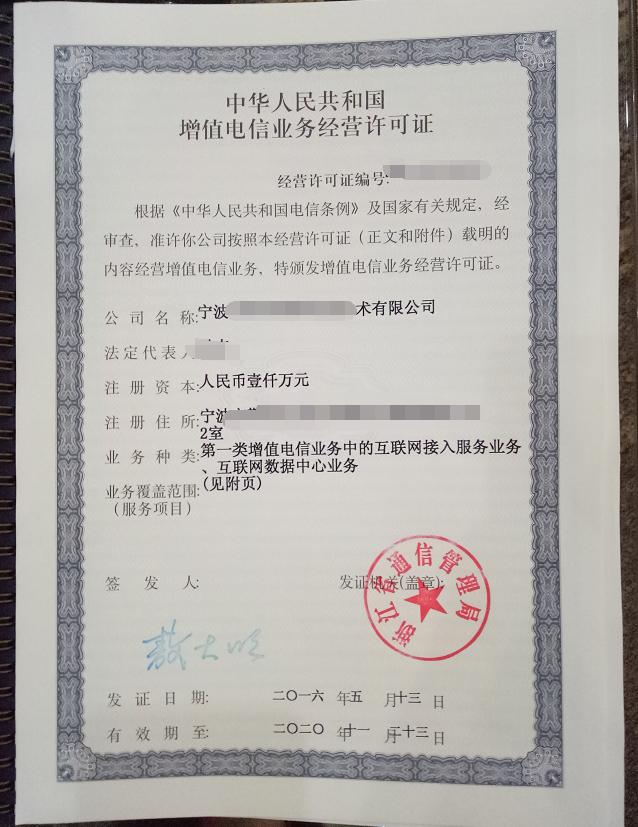 中华人民共和国
增值电信业务经营许可证
经营许可证编号:
根据《中华人民共和国电信条例》及国家有关规定，经
审查，准许你公司按照本经营许可证（正文和附件）载明的
内容经营增值电信业务，特颁发增值电信业务经营许可证。
公司名称:宁波 术有限公司
法定代表人
注册资本:人民币壹仟万元
注册住所:宁波
2室
业务种类:第一类增值电信业务中的互联网接入服务业务
、互联网数据中心业务
业务覆盖范围:(见附页)
（服务项目）
签发人: 发证机关(盖章):
浙江省通信管理局
发证日期: 二〇一六 年五 月十三 日
有效期至: 二〇二〇 年十一 月二十三 日